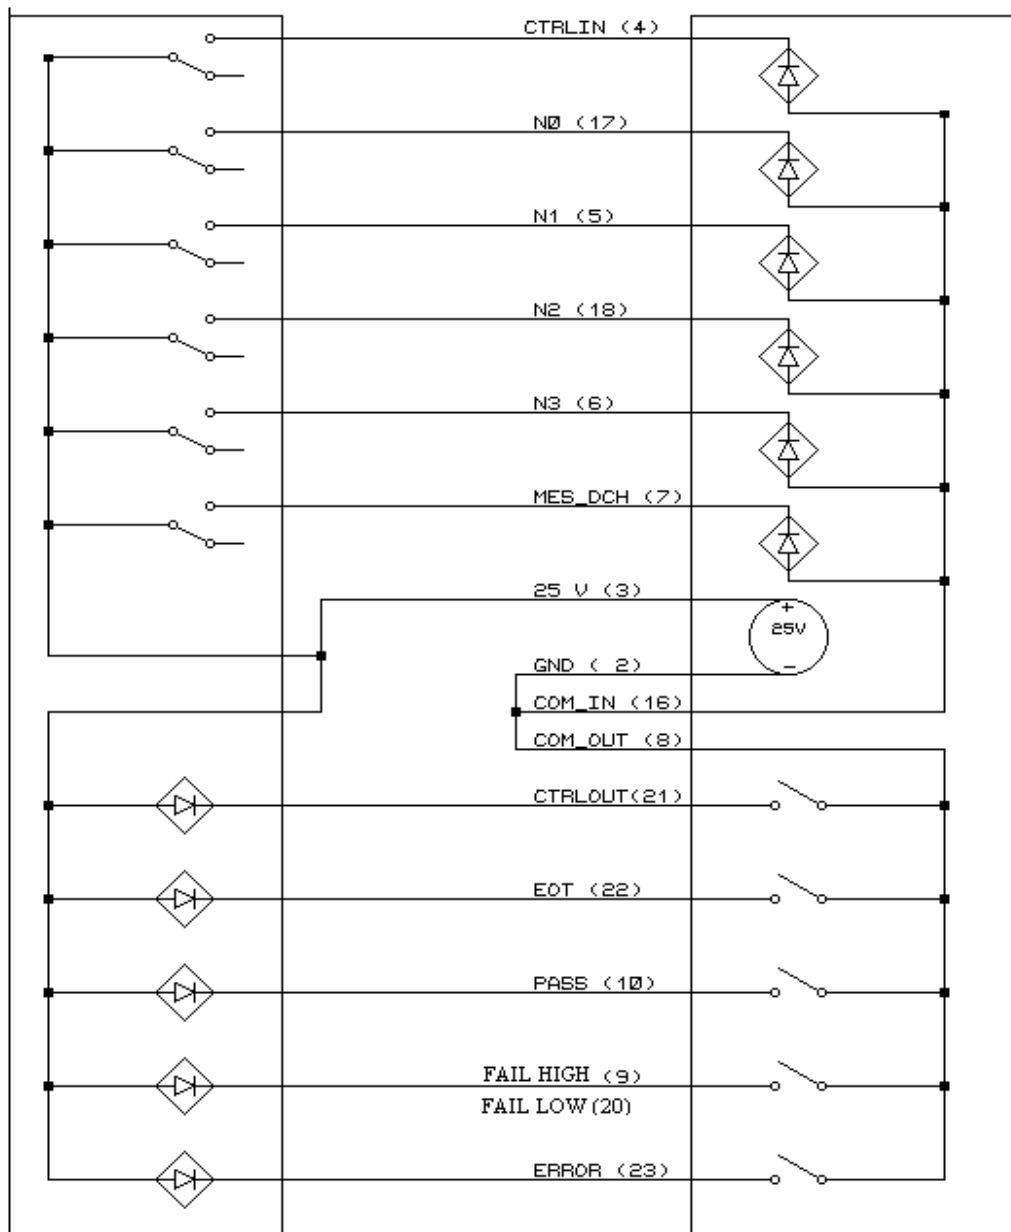 CTRLIN (4)
NØ (17)
N1 (5)
N2 (18)
N3 (6)
MES_DCH (7)
25 V (3)
+
25V
−
GND ( 2)
COM_IN (16)
COM_OUT (8)
CTRLOUT(21)
EOT (22)
PASS (1Ø)
FAIL HIGH (9)
FAIL LOW (20)
ERROR (23)